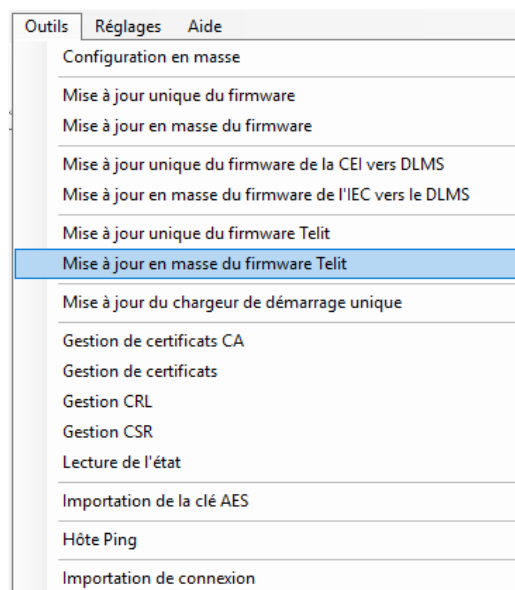 Outils Réglages Aide
Configuration en masse
Mise à jour unique du firmware
Mise à jour en masse du firmware
Mise à jour unique du firmware de la CEI vers DLMS
Mise à jour en masse du firmware de l'IEC vers le DLMS
Mise à jour unique du firmware Telit
Mise à jour en masse du firmware Telit
Mise à jour du chargeur de démarrage unique
Gestion de certificats CA
Gestion de certificats
Gestion CRL
Gestion CSR
Lecture de l'état
Importation de la clé AES
Hôte Ping
Importation de connexion